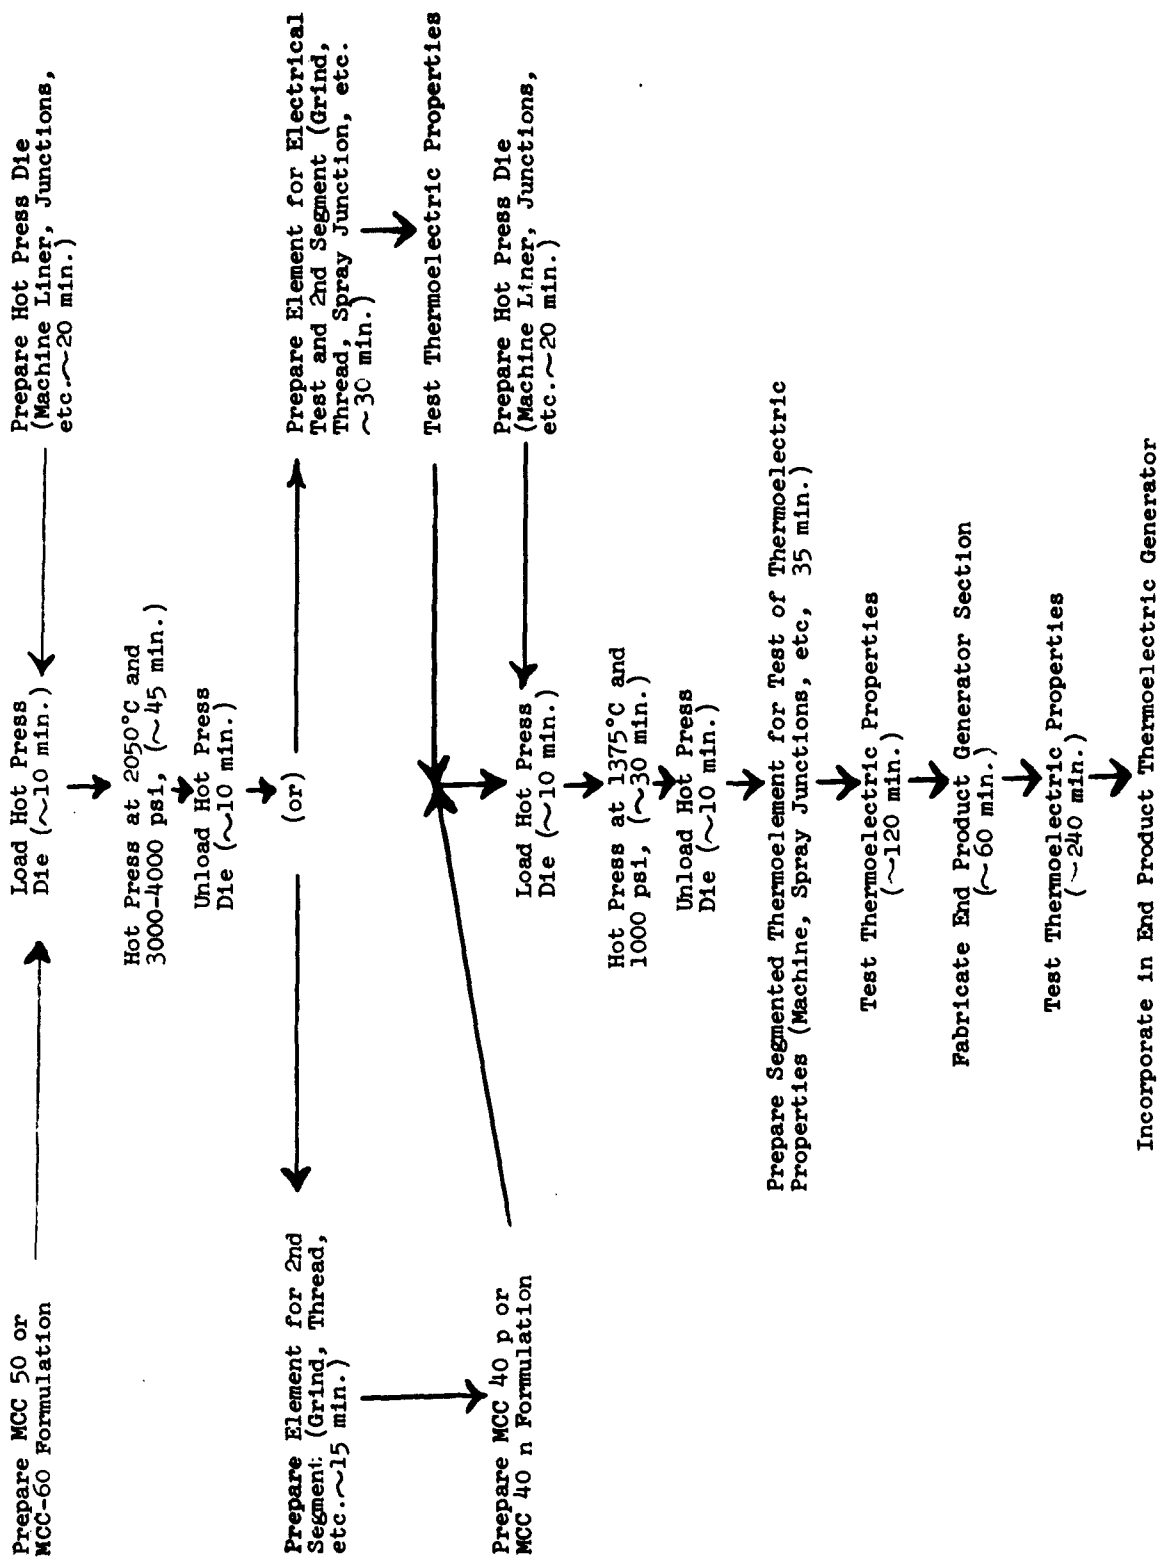 Prepare MCC 50 or
MCC-60 Formulation
Load Hot Press
Die (~10 min.)
Prepare Hot Press Die
(Machine Liner, Junctions,
etc.~20 min.)
Hot Press at 2050°C and
3000-4000 psi, (~45 min.)
Unload Hot Press
Die (~10 min.)
(or)
Prepare Element for 2nd
Segment (Grind, Thread,
etc.~15 min.)
Prepare Element for Electrical
Test and 2nd Segment (Grind,
Thread, Spray Junction, etc.
~30 min.)
Test Thermoelectric Properties
Prepare MCC 40 p or
MCC 40 n Formulation
Load Hot Press
Die (~10 min.)
Prepare Hot Press Die
(Machine Liner, Junctions,
etc.~20 min.)
Hot Press at 1375°C and
1000 psi, (~30 min.)
Unload Hot Press
Die (~10 min.)
Prepare Segmented Thermoelement for Test of Thermoelectric
Properties (Machine, Spray Junctions, etc, 35 min.)
Test Thermoelectric Properties
(~120 min.)
Fabricate End Product Generator Section
(~60 min.)
Test Thermoelectric Properties
(~240 min.)
Incorporate in End Product Thermoelectric Generator